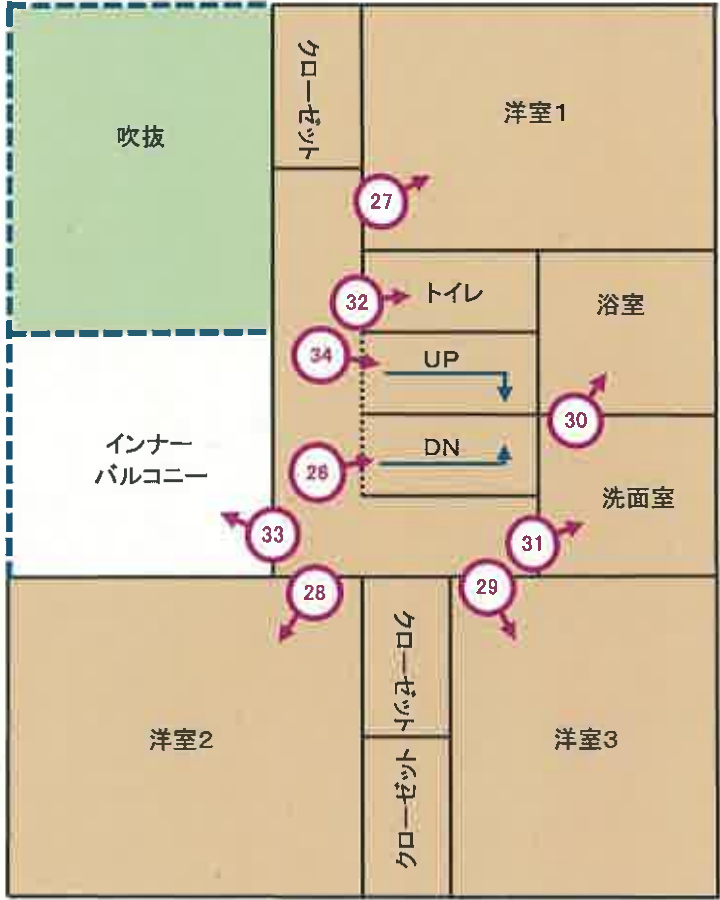 クローゼット
吹抜
洋室1
27
32
トイレ
浴室
34
UP
30
インナー
バルコニー
26
DN
洗面室
33
31
28
29
クローゼット
洋室2
洋室3
クローゼット